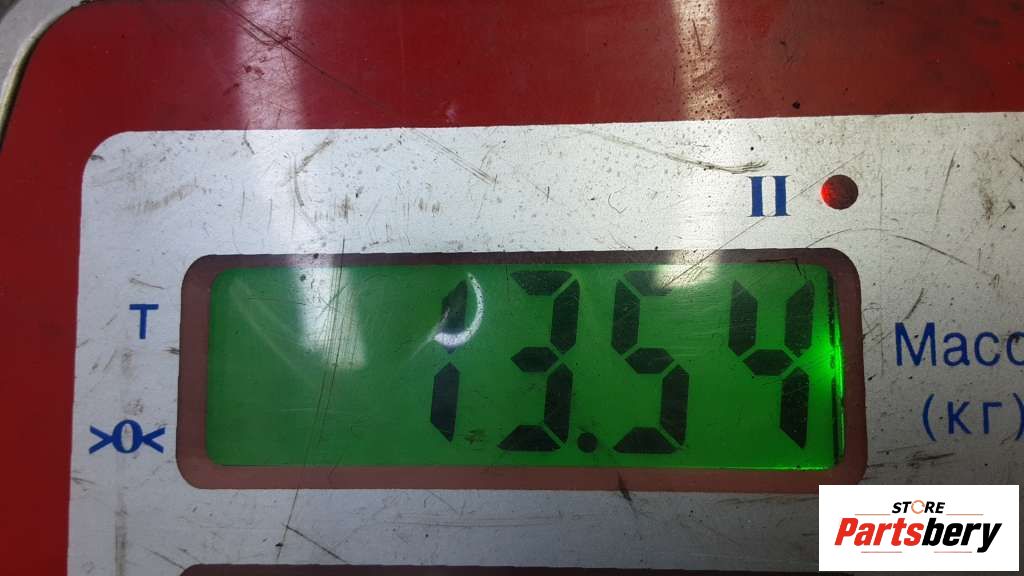 II
T
>0<
13.54
Масс
(кг)
STORE
Partsbery